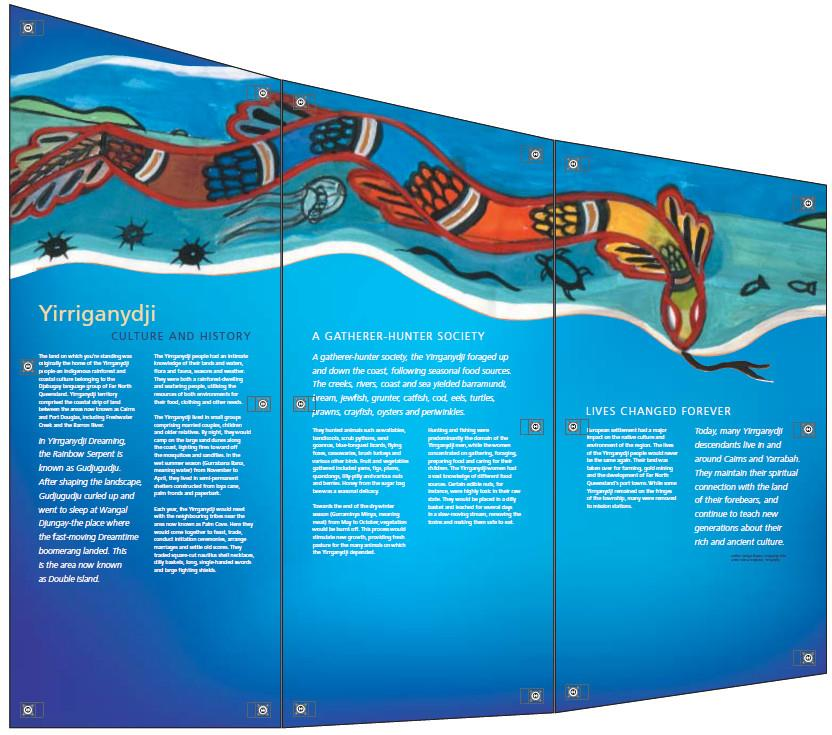 Yirriganydji
CULTURE AND HISTORY
The land on which you're standing was
originally the home of the Yirriganydji
people-an indigenous rainforest and
coastal culture belonging to the
Djabugay language group of Far North
Queensland. Yirriganydji territory
comprised the coastal strip of land
between the area now known as Cairns
and Port Douglas, including Freshwater
Creek and the Barron River.
In Yirriganydji Dreaming,
the Rainbow Serpent is
known as Gudjugudju.
After shaping the landscape,
Gudjugudju curled up and
went to sleep at Wangal
Djungay-the place where
the fast-moving Dreamtime
boomerang landed. This
is the area now known
as Double Island.
The Yirriganydji people had an intimate
knowledge of their lands and waters,
flora and fauna, seasons and weather.
They were both a rainforest-dwelling
and seafaring people, utilising the
resources of both environments for
their food, clothing and other needs.
The Yirriganydji lived in small groups
comprising married couples, children
and older relatives. By night, they would
camp on the large sand dunes along
the coast, lighting fires to ward off
the mosquitoes and sandflies. In the
wet summer season (Gurrabana Bana,
meaning water) from November to
April, they lived in semi-permanent
shelters constructed from loya cane,
palm fronds and paperbark.
Each year, the Yirriganydji would meet
with the neighbouring tribes near the
area now known as Palm Cove. Here they
would come together to feast, trade,
conduct initiation ceremonies, arrange
marriages and settle old scores. They
traded square-cut nautilus shell necklaces,
dilly baskets, long, single-handed swords
and large fighting shields.
A GATHERER-HUNTER SOCIETY
A gatherer-hunter society, the Yirriganydji foraged up
and down the coast, following seasonal food sources.
The creeks, rivers, coast and sea yielded barramundi,
bream, jewfish, grunter, catfish, cod, eels, turtles,
prawns, crayfish, oysters and periwinkles.
They hunted animals such as wallabies,
bandicoots, scrub pythons, sand
goannas, blue-tongued lizards, flying
foxes, cassowaries, brush turkeys and
various other birds. Fruit and vegetables
gathered included yams, figs, plums,
quandongs, lilly-pilly and various nuts
and berries. Honey from the sugar bag
bee was a seasonal delicacy.
Towards the end of the dry winter
season (Gurraminya Minya, meaning
meat) from May to October, vegetation
would be burnt off. This process would
stimulate new growth, providing fresh
pasture for the many animals on which
the Yirriganydji depended.
Hunting and fishing were
predominantly the domain of the
Yirriganydji men, while the women
concentrated on gathering, foraging,
preparing food and caring for their
children. The Yirriganydji women had
a vast knowledge of different food
sources. Certain edible nuts, for
instance, were highly toxic in their raw
state. They would be placed in a dilly
basket and leached for several days
in a slow-moving stream, removing the
toxins and making them safe to eat.
LIVES CHANGED FOREVER
European settlement had a major
impact on the native culture and
environment of the region. The lives
of the Yirriganydji people would never
be the same again. Their land was
taken over for farming, gold mining
and the development of Far North
Queensland's port towns. While some
Yirriganydji remained on the fringes
of the township, many were removed
to mission stations.
Today, many Yirriganydji
descendants live in and
around Cairns and Yarrabah.
They maintain their spiritual
connection with the land
of their forebears, and
continue to teach new
generations about their
rich and ancient culture.